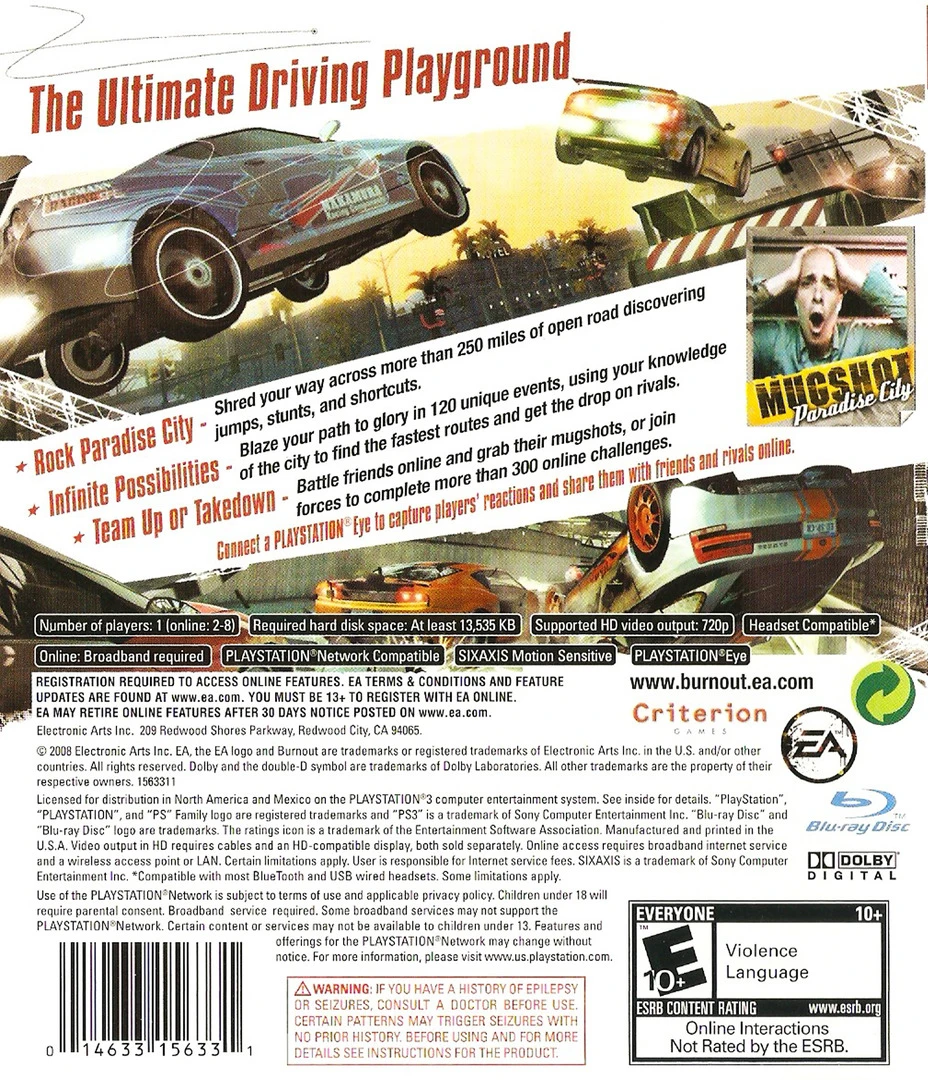 The Ultimate Driving Playground
NAKAMURA
Racing Components
MOTEL
MUGSHOT
Paradise City
★ Rock Paradise City - Shred your way across more than 250 miles of open road discovering
jumps, stunts, and shortcuts.
★ Infinite Possibilities - Blaze your path to glory in 120 unique events, using your knowledge
of the city to find the fastest routes and get the drop on rivals.
★ Team Up or Takedown - Battle friends online and grab their mugshots, or join
forces to complete more than 300 online challenges.
Connect a PLAYSTATION®Eye to capture players' reactions and share them with friends and rivals online.
Number of players: 1 (online: 2-8) Required hard disk space: At least 13,535 KB Supported HD video output: 720p Headset Compatible*
Online: Broadband required PLAYSTATION®Network Compatible SIXAXIS Motion Sensitive PLAYSTATION®Eye
REGISTRATION REQUIRED TO ACCESS ONLINE FEATURES. EA TERMS & CONDITIONS AND FEATURE
UPDATES ARE FOUND AT www.ea.com. YOU MUST BE 13+ TO REGISTER WITH EA ONLINE.
EA MAY RETIRE ONLINE FEATURES AFTER 30 DAYS NOTICE POSTED ON www.ea.com.
www.burnout.ea.com
Criterion
GAMES
EA™
Electronic Arts Inc. 209 Redwood Shores Parkway, Redwood City, CA 94065.
© 2008 Electronic Arts Inc. EA, the EA logo and Burnout are trademarks or registered trademarks of Electronic Arts Inc. in the U.S. and/or other
countries. All rights reserved. Dolby and the double-D symbol are trademarks of Dolby Laboratories. All other trademarks are the property of their
respective owners. 1563311
Licensed for distribution in North America and Mexico on the PLAYSTATION®3 computer entertainment system. See inside for details. "PlayStation",
"PLAYSTATION", and "PS" Family logo are registered trademarks and "PS3" is a trademark of Sony Computer Entertainment Inc. "Blu-ray Disc" and
"Blu-ray Disc" logo are trademarks. The ratings icon is a trademark of the Entertainment Software Association. Manufactured and printed in the
U.S.A. Video output in HD requires cables and an HD-compatible display, both sold separately. Online access requires broadband internet service
and a wireless access point or LAN. Certain limitations apply. User is responsible for Internet service fees. SIXAXIS is a trademark of Sony Computer
Entertainment Inc. *Compatible with most BlueTooth and USB wired headsets. Some limitations apply.
Blu-ray Disc™
DOLBY
DIGITAL
Use of the PLAYSTATION®Network is subject to terms of use and applicable privacy policy. Children under 18 will
require parental consent. Broadband service required. Some broadband services may not support the
PLAYSTATION®Network. Certain content or services may not be available to children under 13. Features and
offerings for the PLAYSTATION®Network may change without
notice. For more information, please visit www.us.playstation.com.
0 14633 15633 1
WARNING: IF YOU HAVE A HISTORY OF EPILEPSY
OR SEIZURES, CONSULT A DOCTOR BEFORE USE.
CERTAIN PATTERNS MAY TRIGGER SEIZURES WITH
NO PRIOR HISTORY. BEFORE USING AND FOR MORE
DETAILS SEE INSTRUCTIONS FOR THE PRODUCT.
EVERYONE 10+
™
E
10+
Violence
Language
ESRB CONTENT RATING www.esrb.org
Online Interactions
Not Rated by the ESRB.